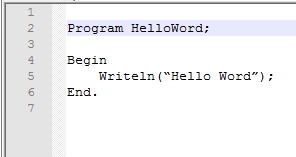 1
2 Program HelloWord;
3
4 Begin
5     Writeln(“Hello Word”);
6 End.
7